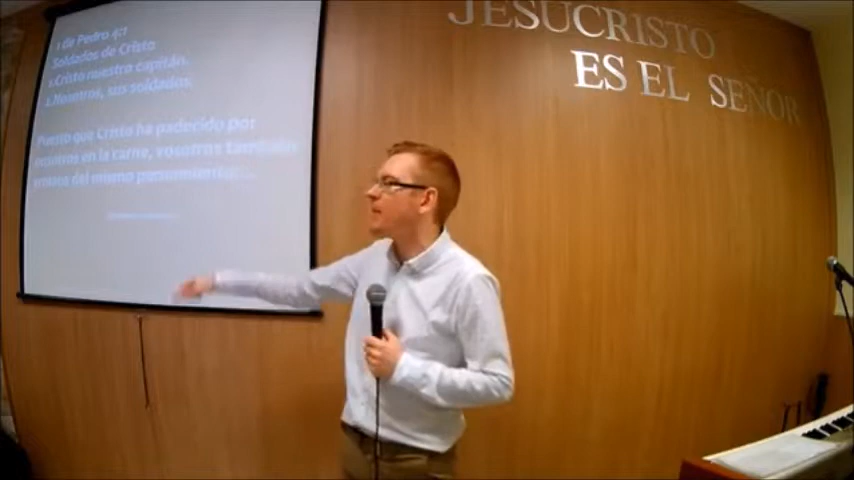 1 de Pedro 4:1
Soldados de Cristo
1. Cristo nuestro capitán.
2. Nosotros, sus soldados.
Puesto que Cristo ha padecido por
nosotros en la carne, vosotros también
del mismo pensamiento
JESUCRISTO
ES EL SEÑOR